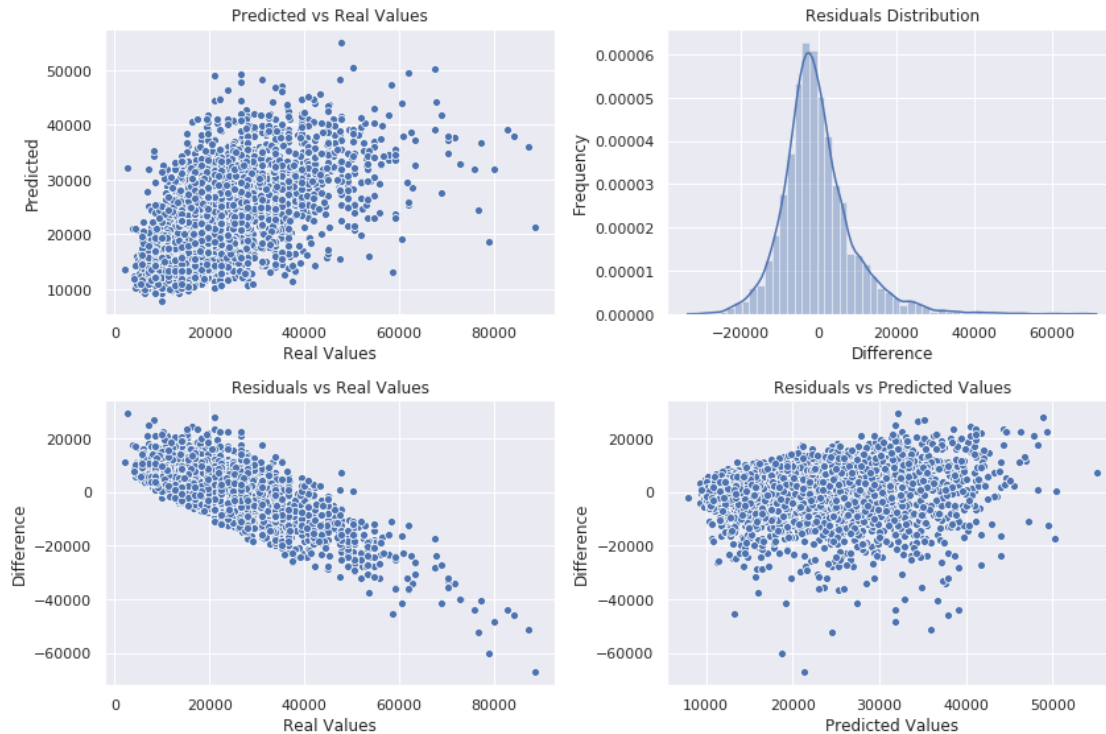 Predicted vs Real Values
Predicted
50000
40000
30000
20000
10000
0 20000 40000 60000 80000
Real Values
Residuals Distribution
Frequency
0.00006
0.00005
0.00004
0.00003
0.00002
0.00001
0.00000
−20000 0 20000 40000 60000
Difference
Residuals vs Real Values
Difference
20000
0
−20000
−40000
−60000
0 20000 40000 60000 80000
Real Values
Residuals vs Predicted Values
Difference
20000
0
−20000
−40000
−60000
10000 20000 30000 40000 50000
Predicted Values